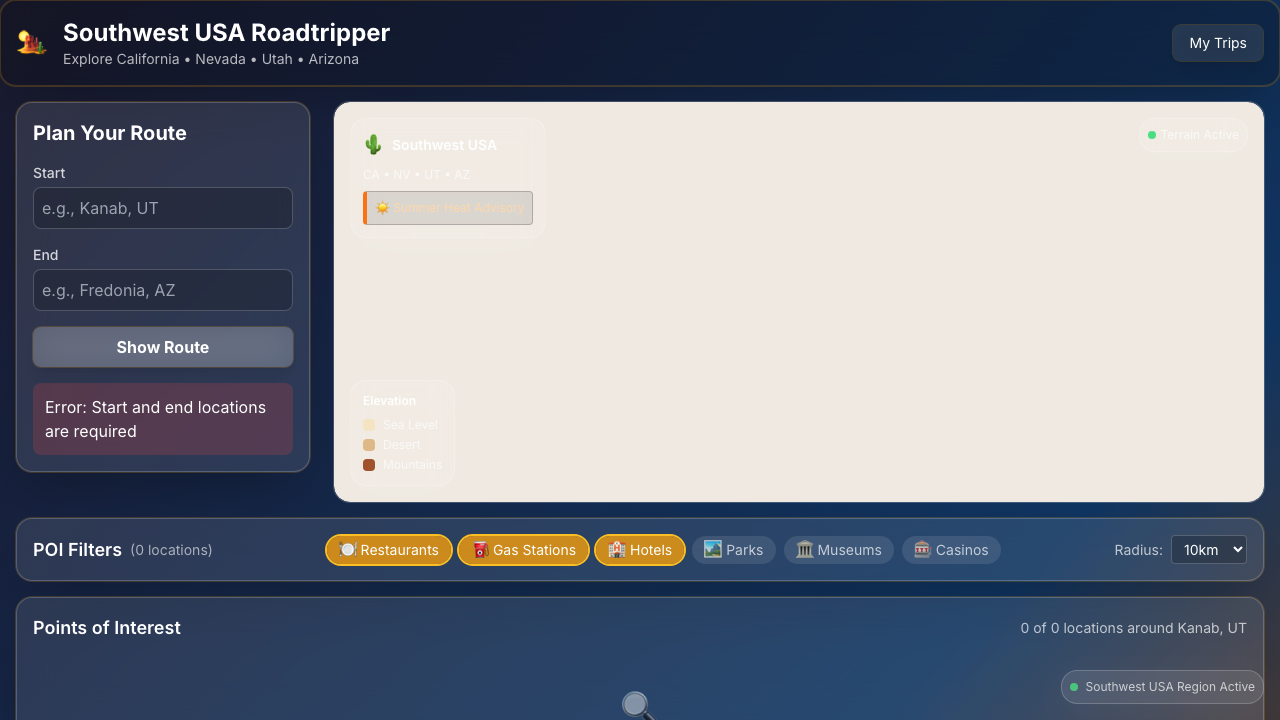 Southwest USA Roadtripper
Explore California • Nevada • Utah • Arizona
My Trips
Plan Your Route
Start
e.g., Kanab, UT
End
e.g., Fredonia, AZ
Show Route
Error: Start and end locations
are required
Southwest USA
CA • NV • UT • AZ
Summer Heat Advisory
Terrain Active
Elevation
Sea Level
Desert
Mountains
POI Filters (0 locations)
Restaurants
Gas Stations
Hotels
Parks
Museums
Casinos
Radius: 10km
Points of Interest
0 of 0 locations around Kanab, UT
Southwest USA Region Active